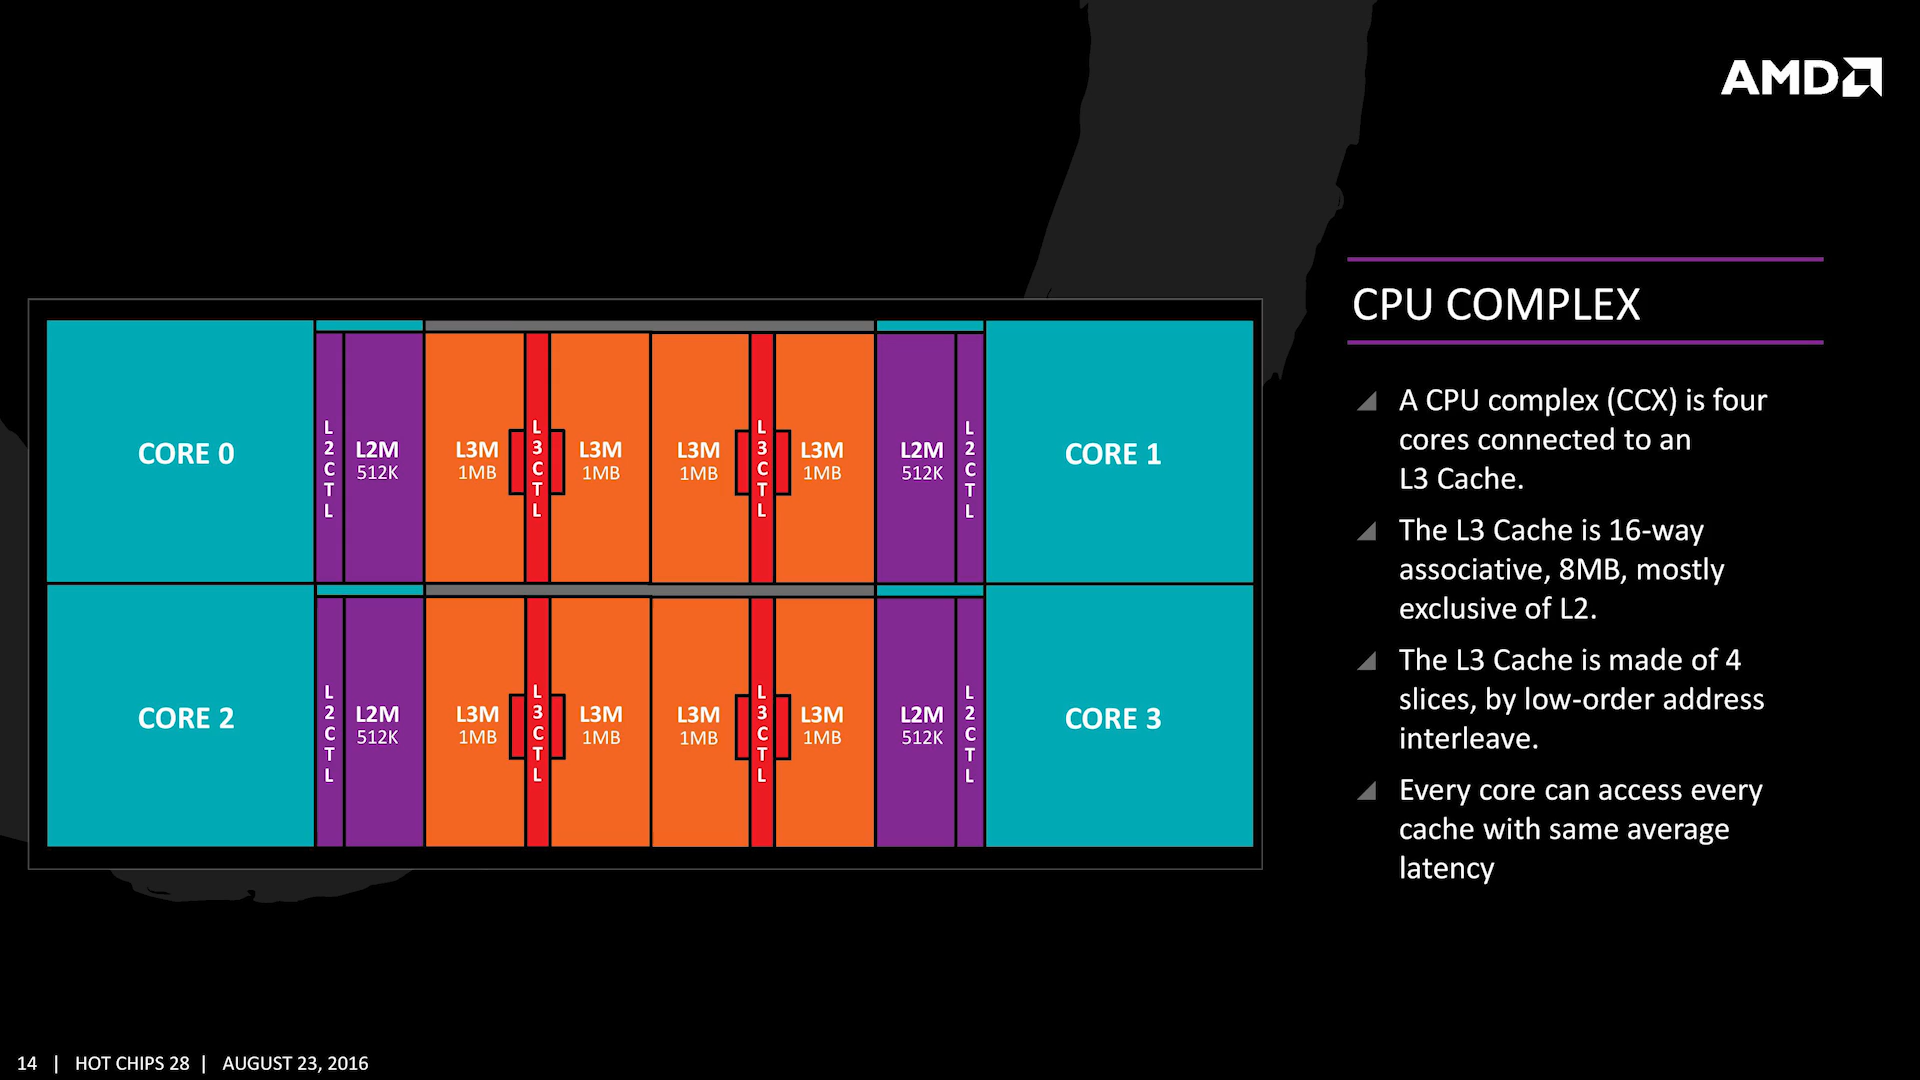 AMD
CPU COMPLEX
A CPU complex (CCX) is four
cores connected to an
L3 Cache.
The L3 Cache is 16-way
associative, 8MB, mostly
exclusive of L2.
The L3 Cache is made of 4
slices, by low-order address
interleave.
Every core can access every
cache with same average
latency
CORE 0
L2CTL
L2M
512K
L3M
1MB
L3CTL
L3M
1MB
L3M
1MB
L3CTL
L3M
1MB
L2M
512K
L2CTL
CORE 1
CORE 2
L2CTL
L2M
512K
L3M
1MB
L3CTL
L3M
1MB
L3M
1MB
L3CTL
L3M
1MB
L2M
512K
L2CTL
CORE 3
14 | HOT CHIPS 28 | AUGUST 23, 2016